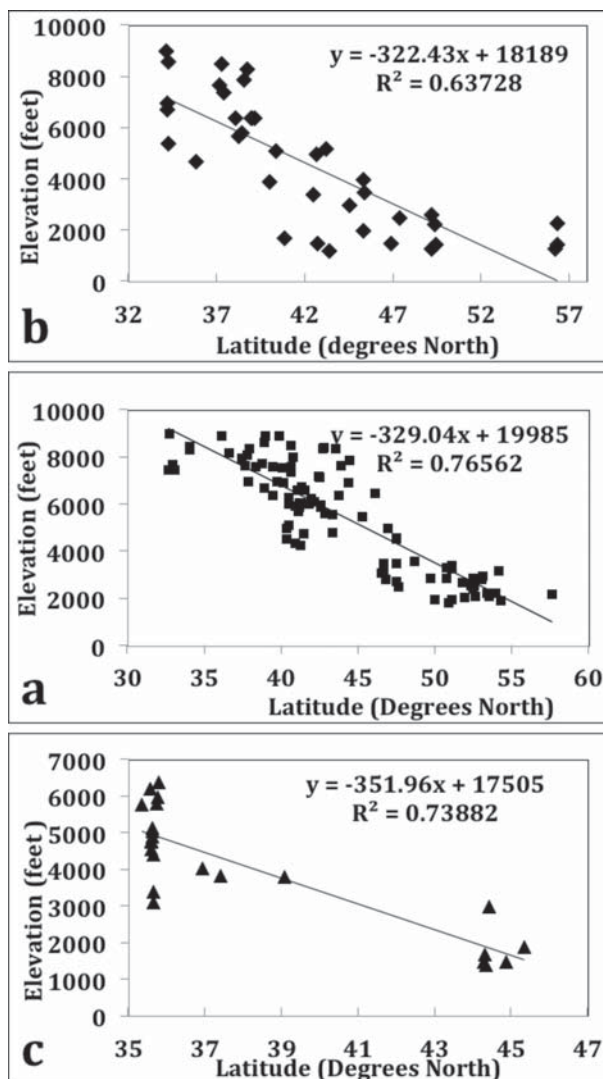 10000
8000
6000
4000
2000
0
Elevation (feet)
y = -322.43x + 18189
R² = 0.63728
32 37 42 47 52 57
Latitude (degrees North)
b
10000
8000
6000
4000
2000
0
Elevation (feet)
y = -329.04x + 19985
R² = 0.76562
30 35 40 45 50 55 60
Latitude (Degrees North)
a
7000
6000
5000
4000
3000
2000
1000
0
Elevation (feet)
y = -351.96x + 17505
R² = 0.73882
35 37 39 41 43 45 47
Latitude (Degrees North)
c